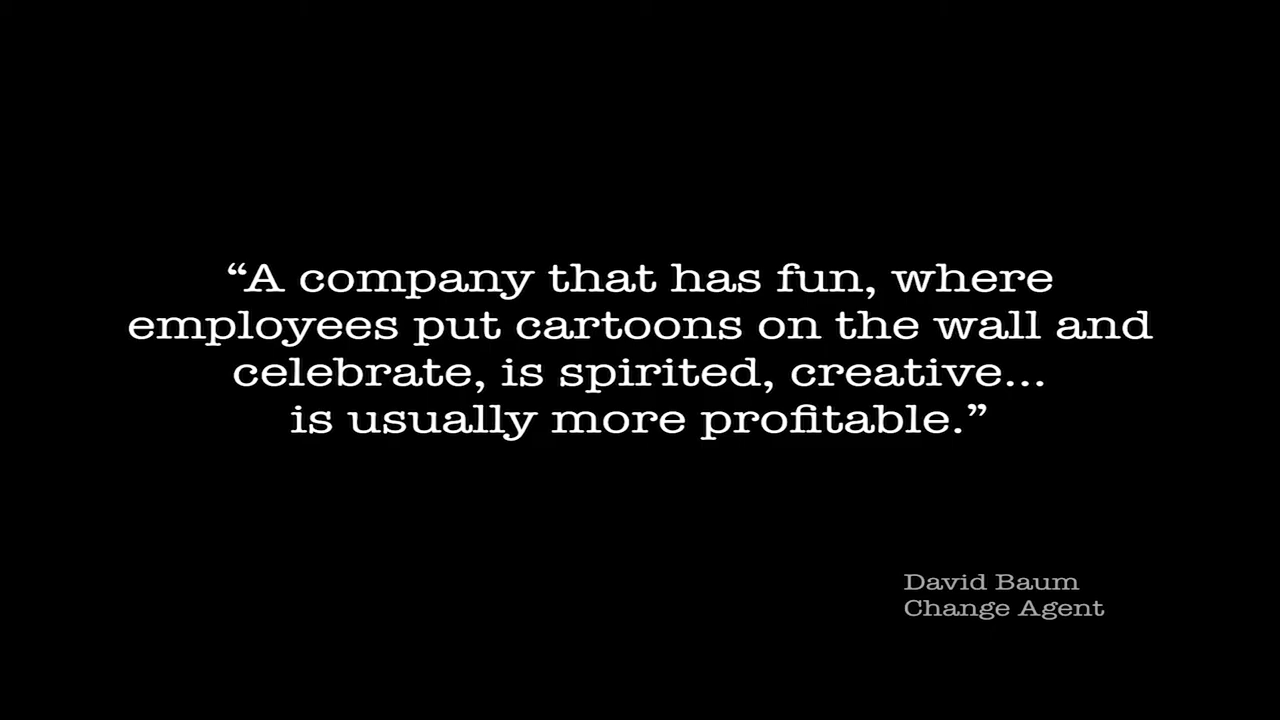 “A company that has fun, where
employees put cartoons on the wall and
celebrate, is spirited, creative...
is usually more profitable.”
David Baum
Change Agent